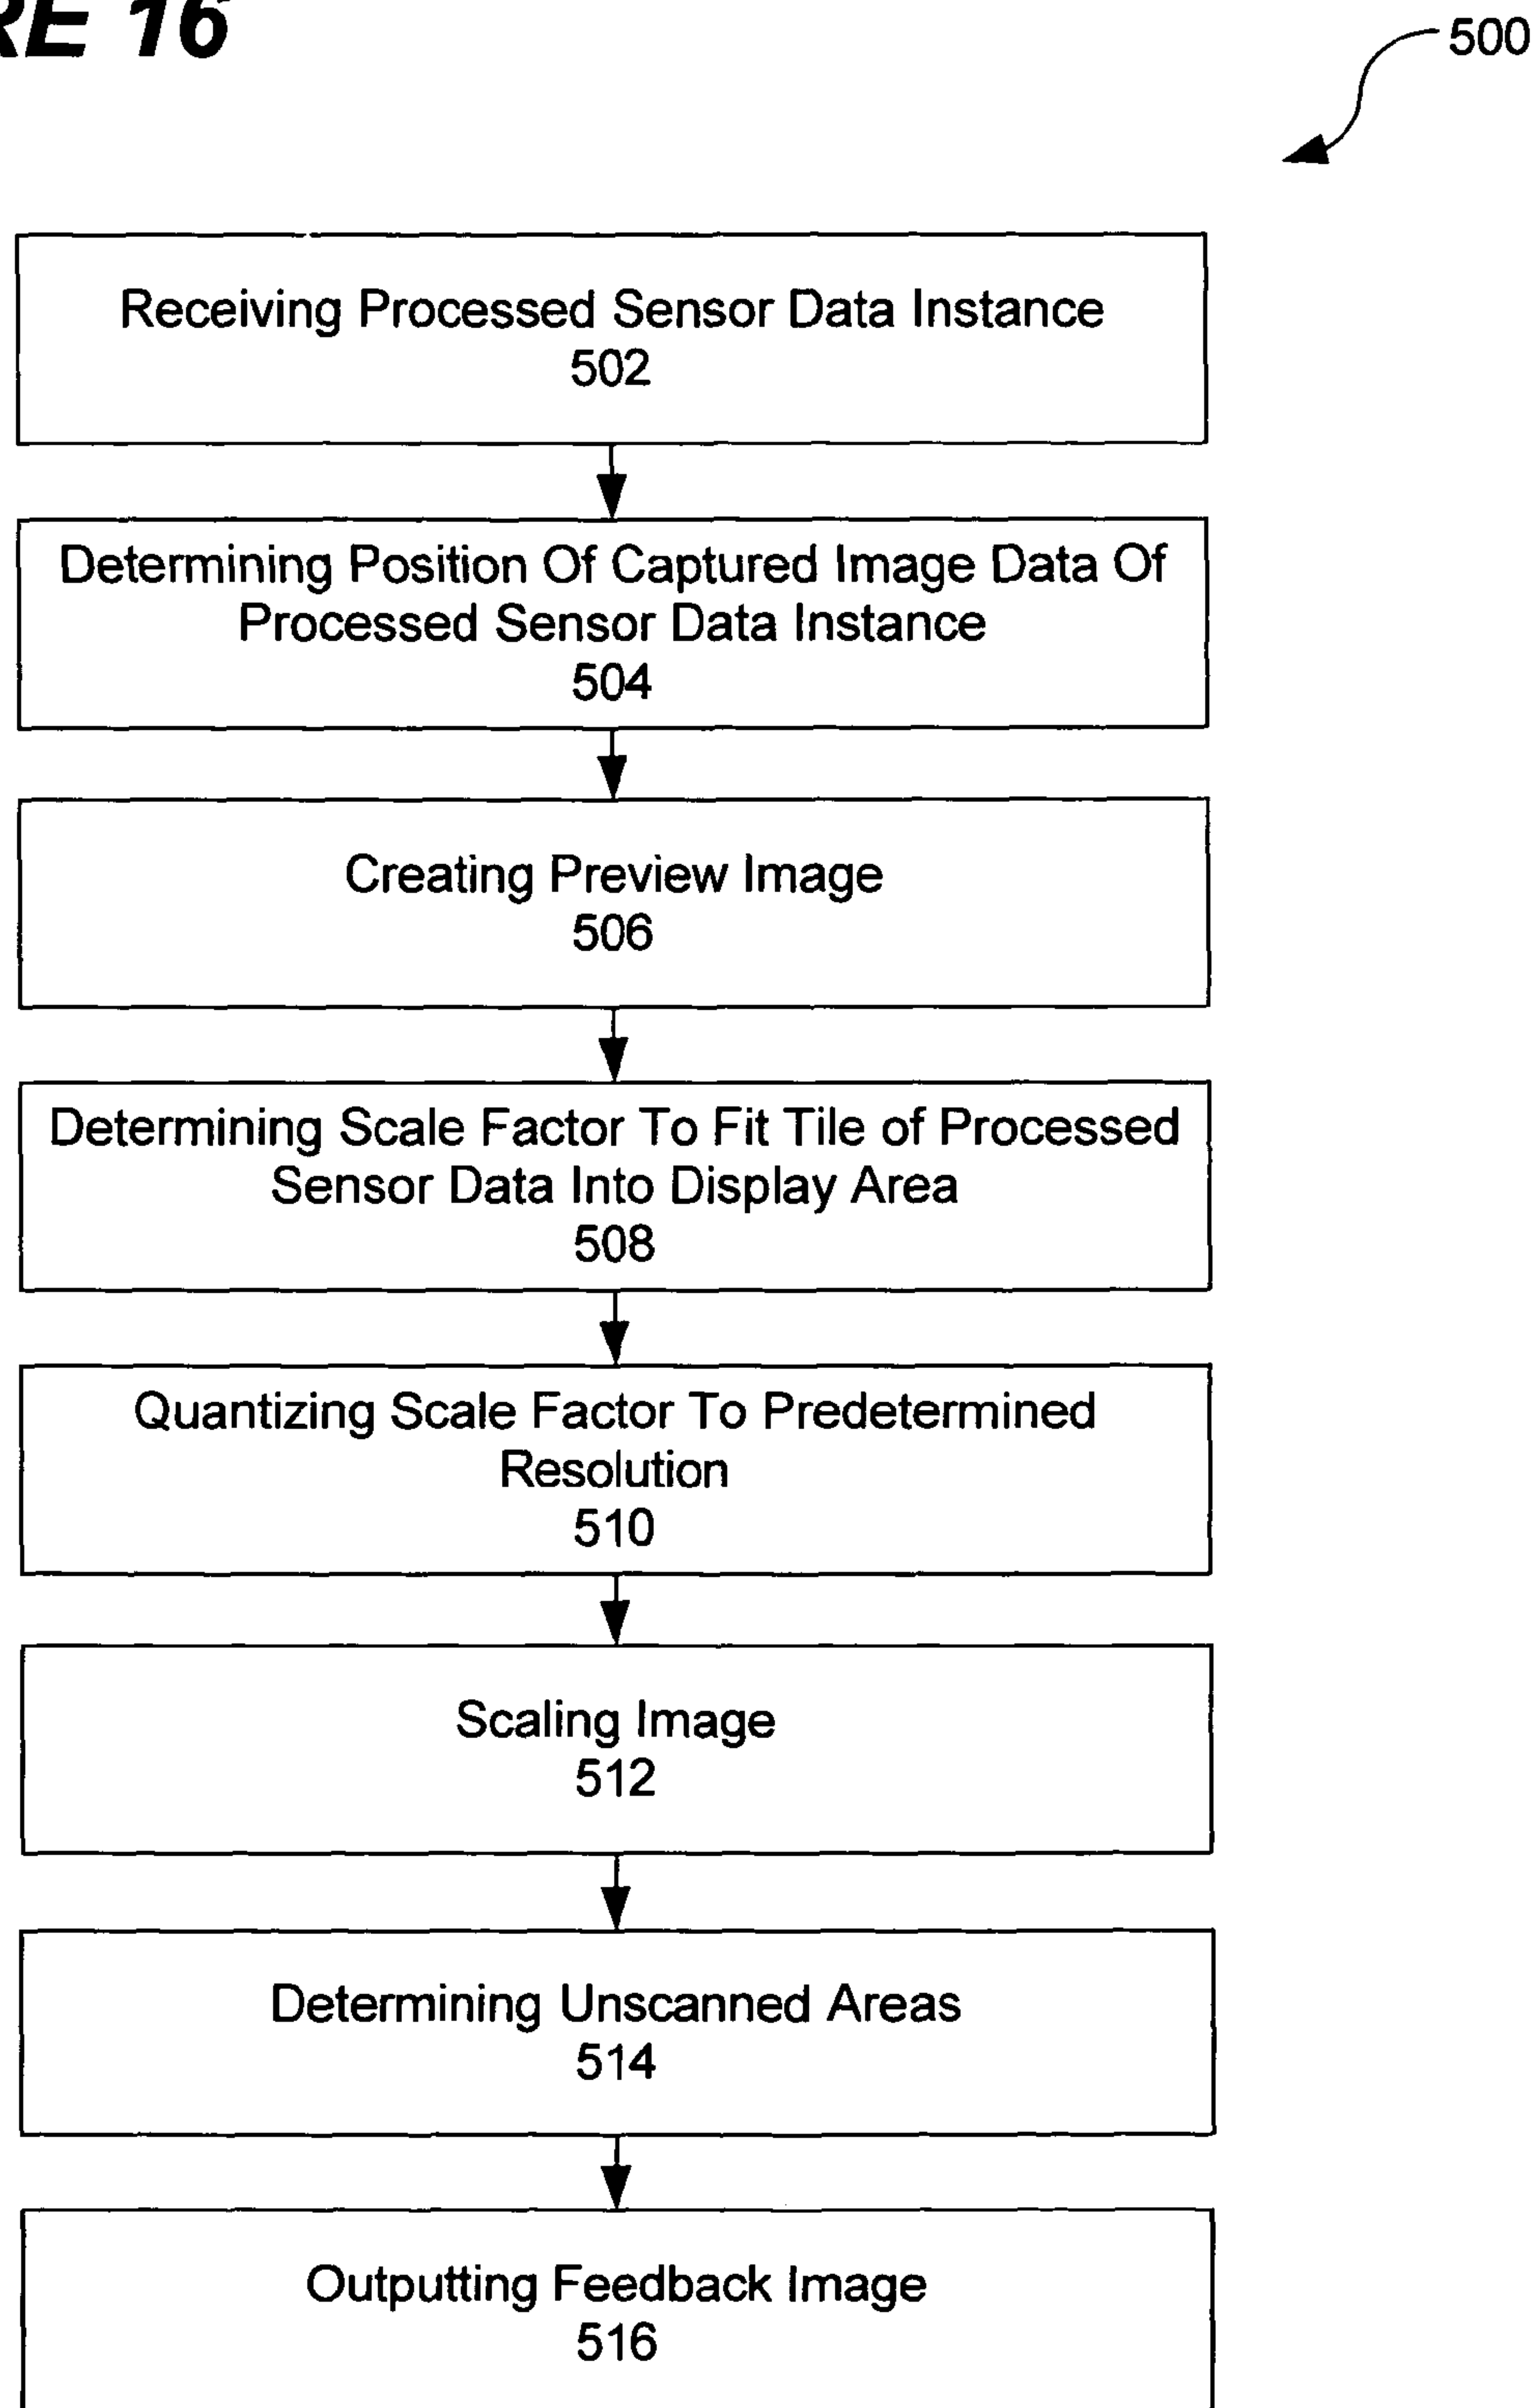 RE 16
500
Receiving Processed Sensor Data Instance
502
Determining Position Of Captured Image Data Of
Processed Sensor Data Instance
504
Creating Preview Image
506
Determining Scale Factor To Fit Tile of Processed
Sensor Data Into Display Area
508
Quantizing Scale Factor To Predetermined
Resolution
510
Scaling Image
512
Determining Unscanned Areas
514
Outputting Feedback Image
516